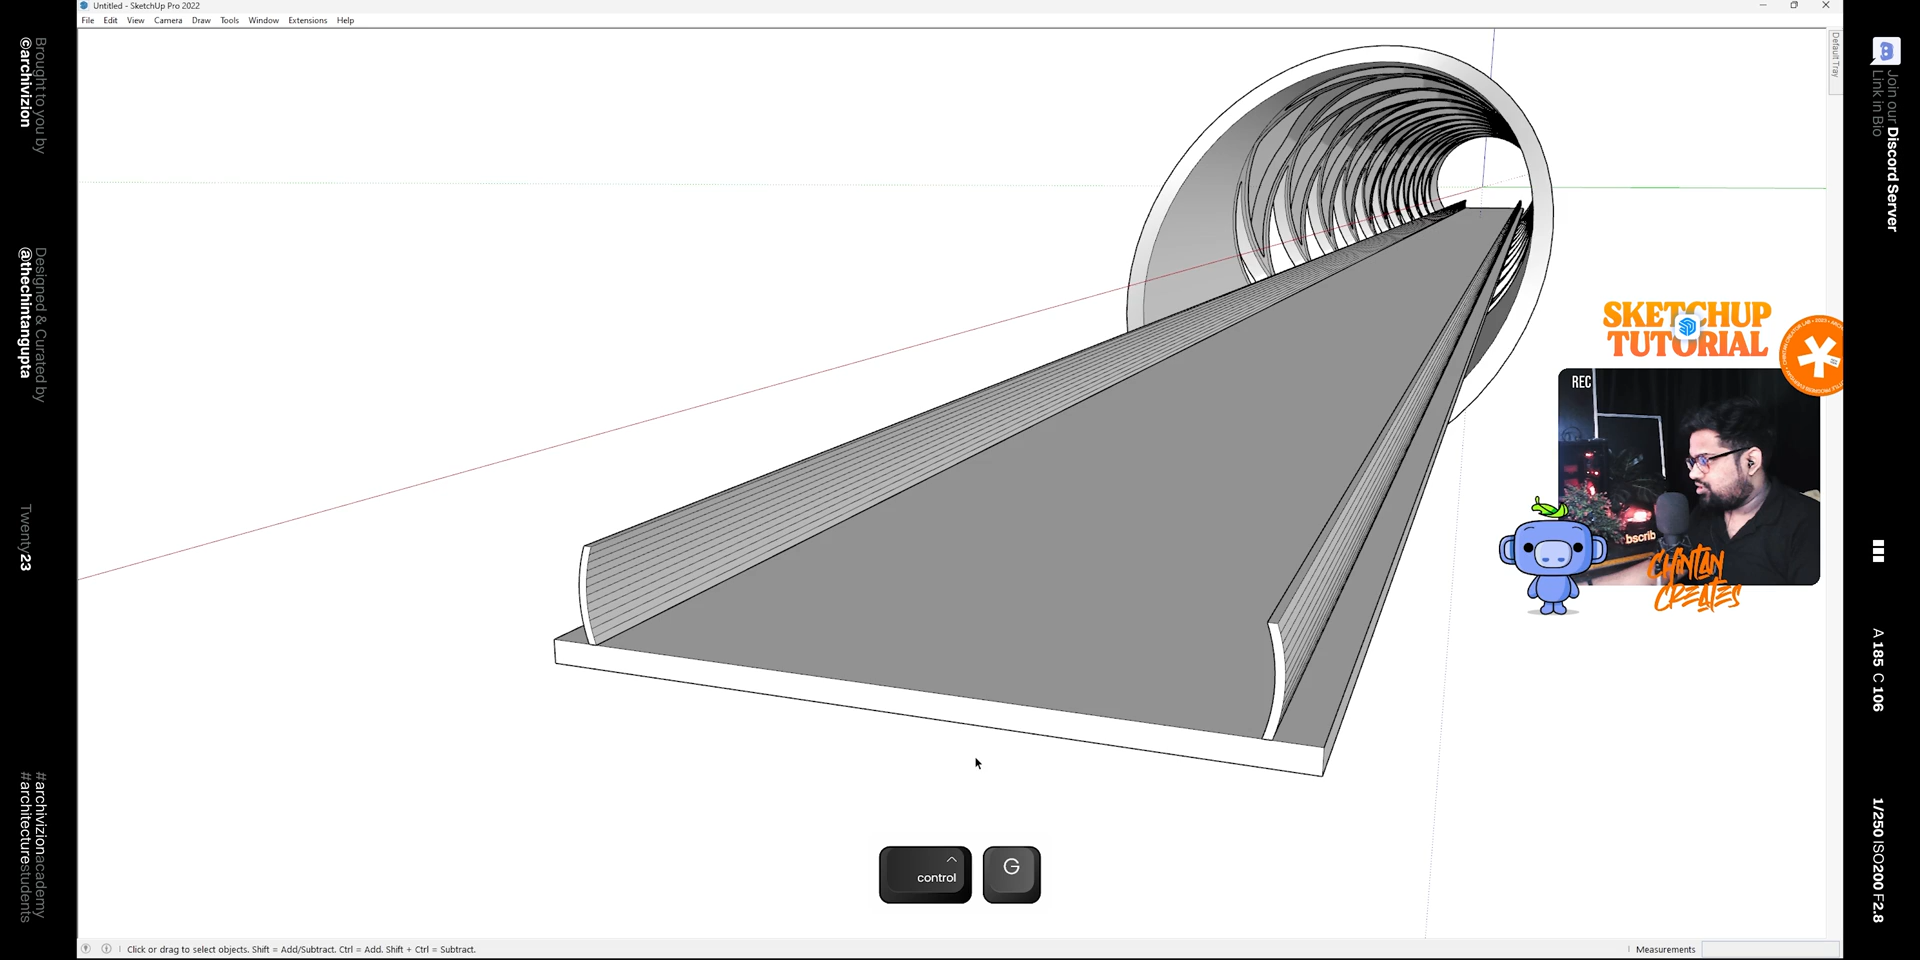 Untitled - SketchUp Pro 2022
File Edit View Camera Draw Tools Window Extensions Help
Default Tray
Brought to you by
©archivizion
Designed & Curated by
@thechintangupta
Twenty23
#archivizionacademy
#architecturestudents
Join our Discord Server
Link in Bio
A 185 C 106
1/250 ISO200 F2.8
SKETCHUP
TUTORIAL
REC
bscrib
CHINTAN
CREATES
control
G
Click or drag to select objects. Shift = Add/Subtract. Ctrl = Add. Shift + Ctrl = Subtract.
Measurements